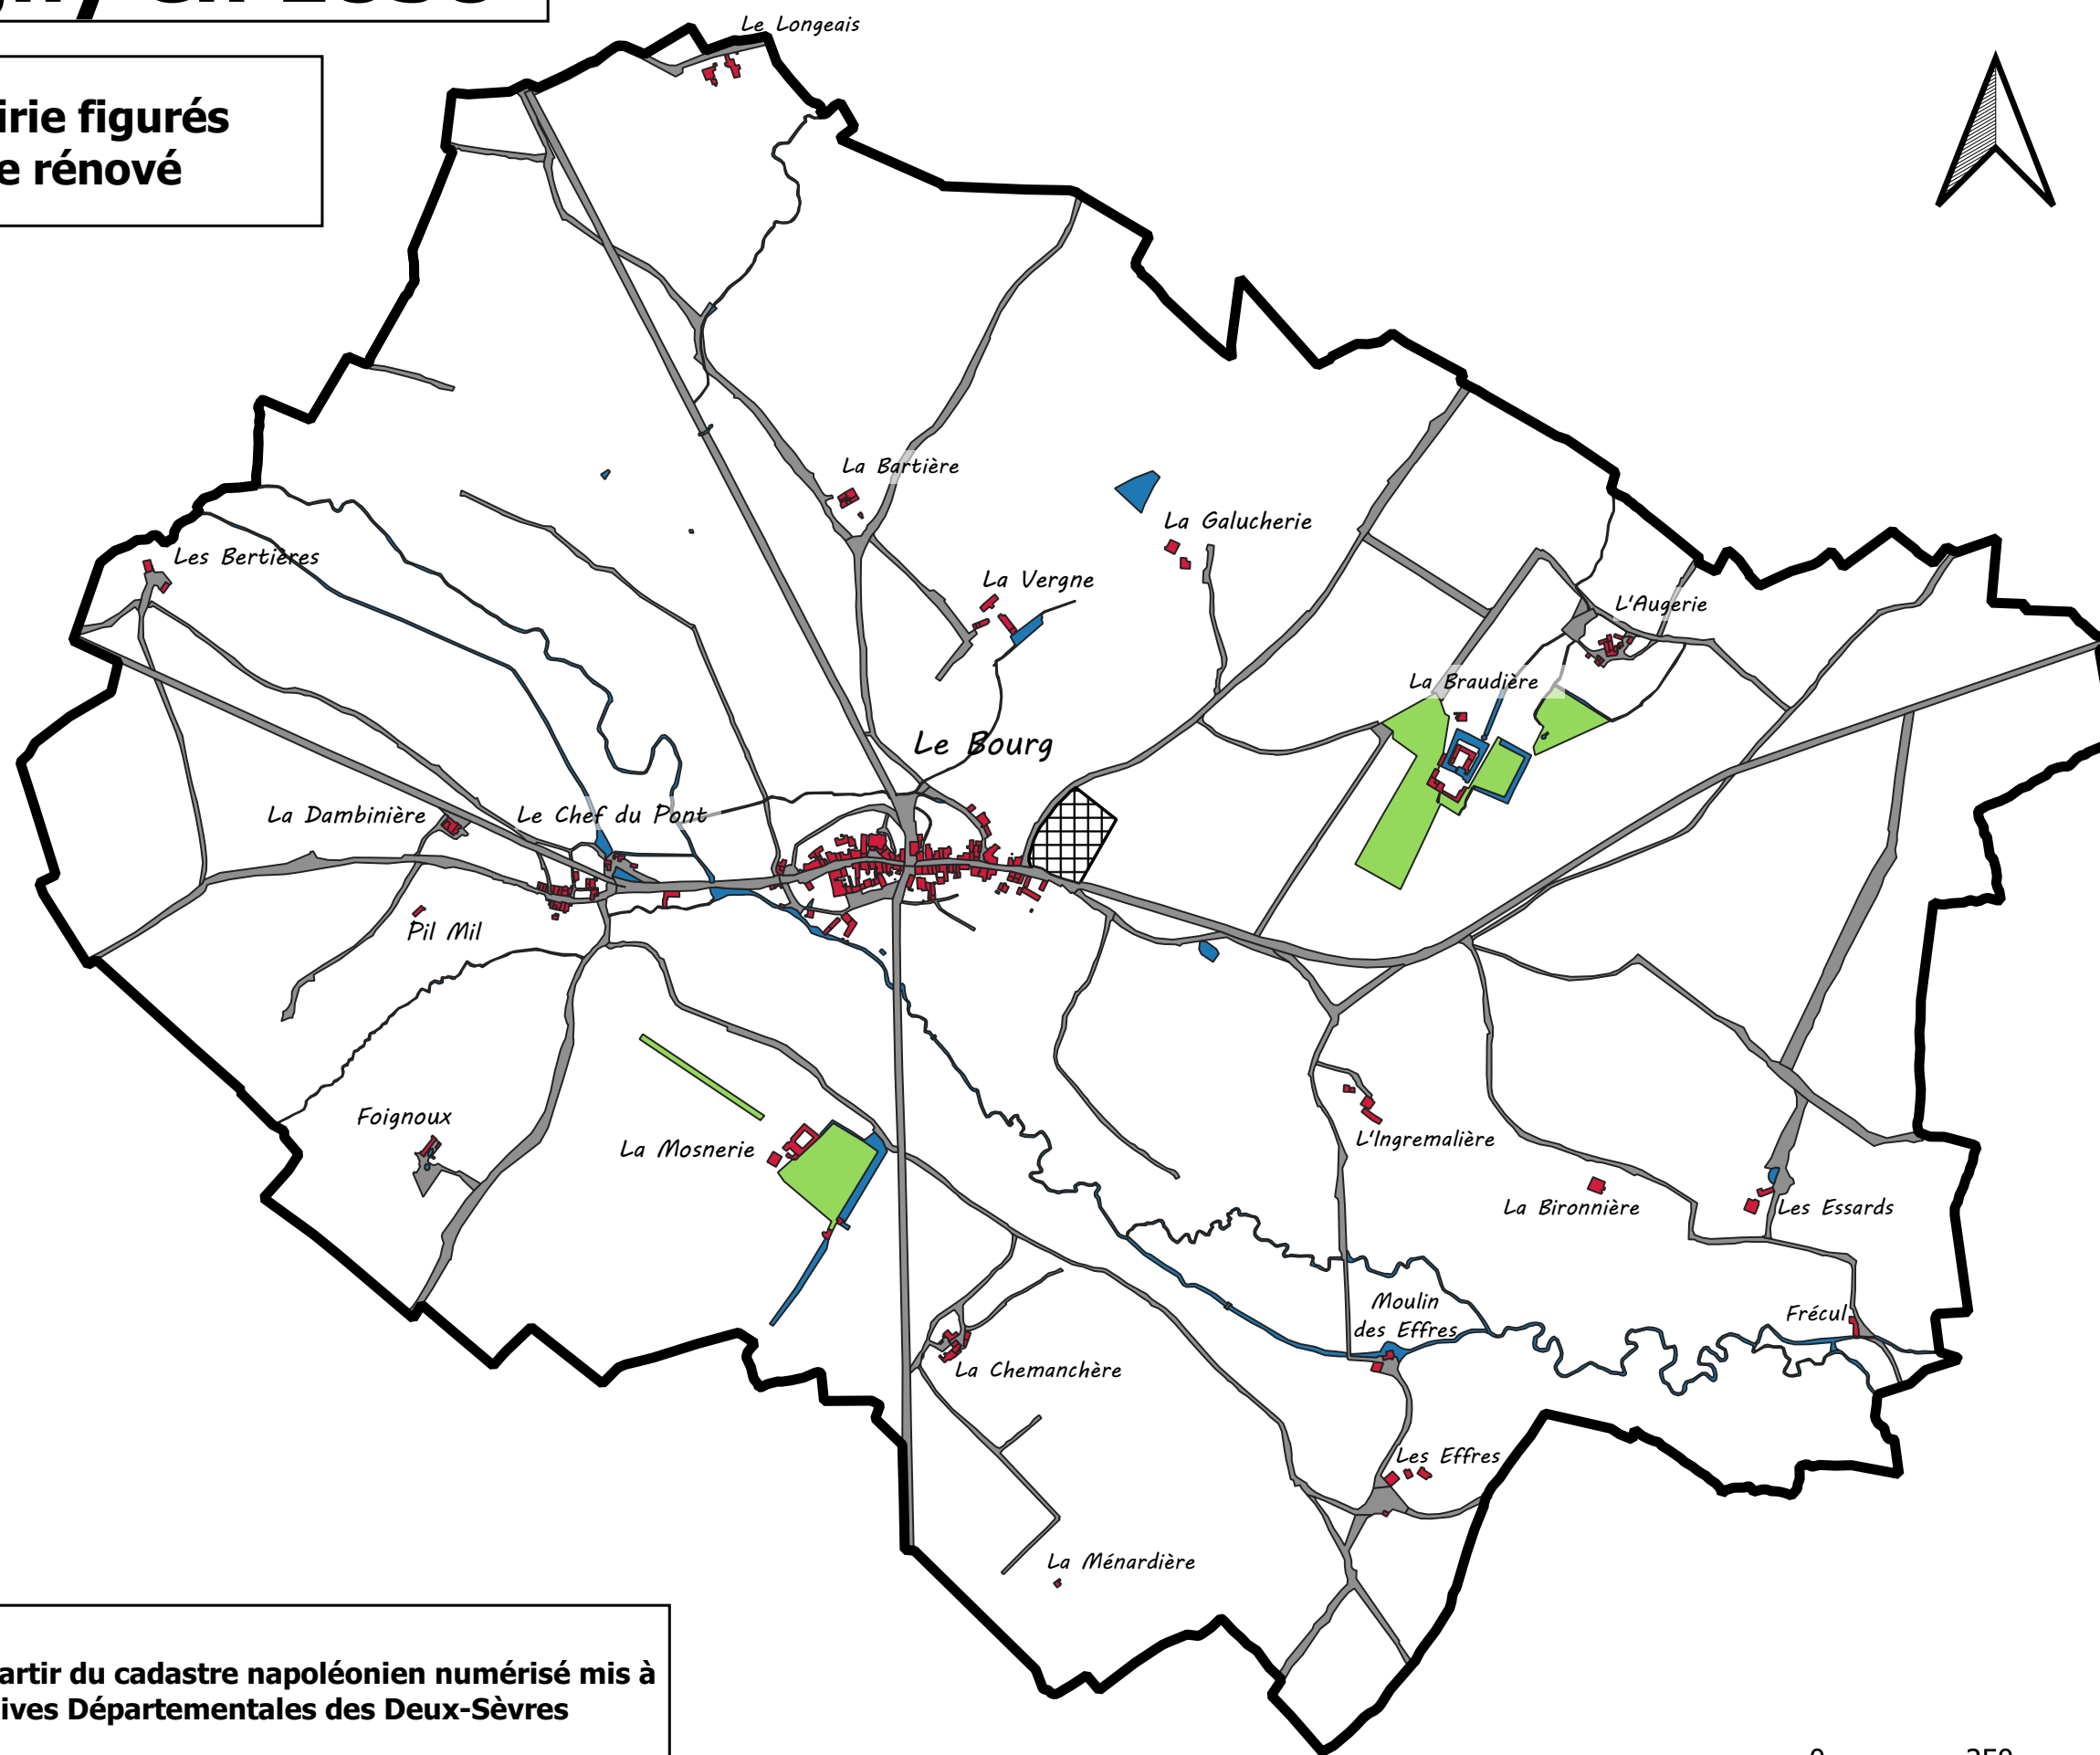 Le Longeais
irie figurés
e rénové
La Bartière
La Galucherie
Les Bertières
La Vergne
L'Augerie
La Braudière
Le Bourg
La Dambinière
Le Chef du Pont
Pil Mil
Foignoux
La Mosnerie
L'Ingremalière
La Bironnière
Les Essards
Moulin
des Effres
Frécul
La Chemanchère
Les Effres
La Ménardière
artir du cadastre napoléonien numérisé mis à
ives Départementales des Deux-Sèvres